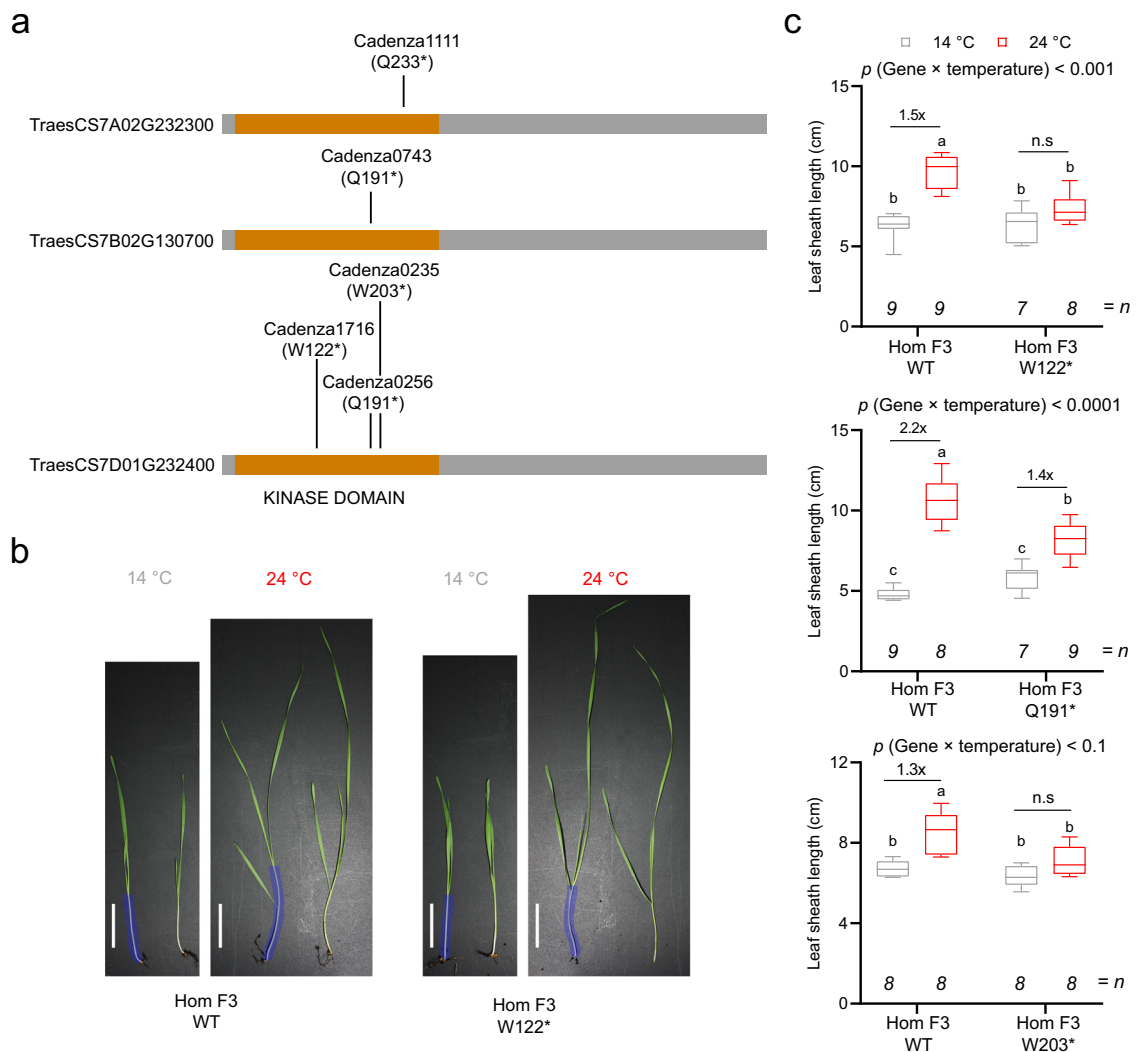 a
Cadenza1111
(Q233*)
TraesCS7A02G232300
Cadenza0743
(Q191*)
TraesCS7B02G130700
Cadenza0235
(W203*)
Cadenza1716
(W122*)
Cadenza0256
(Q191*)
TraesCS7D01G232400
KINASE DOMAIN
b
14 °C
24 °C
14 °C
24 °C
Hom F3
WT
Hom F3
W122*
c
14 °C 24 °C
p (Gene × temperature) < 0.001
Leaf sheath length (cm)
15
10
5
0
1.5x
n.s
b
a
b
b
9 9 7 8 = n
Hom F3
WT
Hom F3
W122*
p (Gene × temperature) < 0.0001
Leaf sheath length (cm)
15
10
5
0
2.2x
1.4x
c
a
c
b
9 8 7 9 = n
Hom F3
WT
Hom F3
Q191*
p (Gene × temperature) < 0.1
Leaf sheath length (cm)
12
8
4
0
1.3x
n.s
b
a
b
b
8 8 8 8 = n
Hom F3
WT
Hom F3
W203*